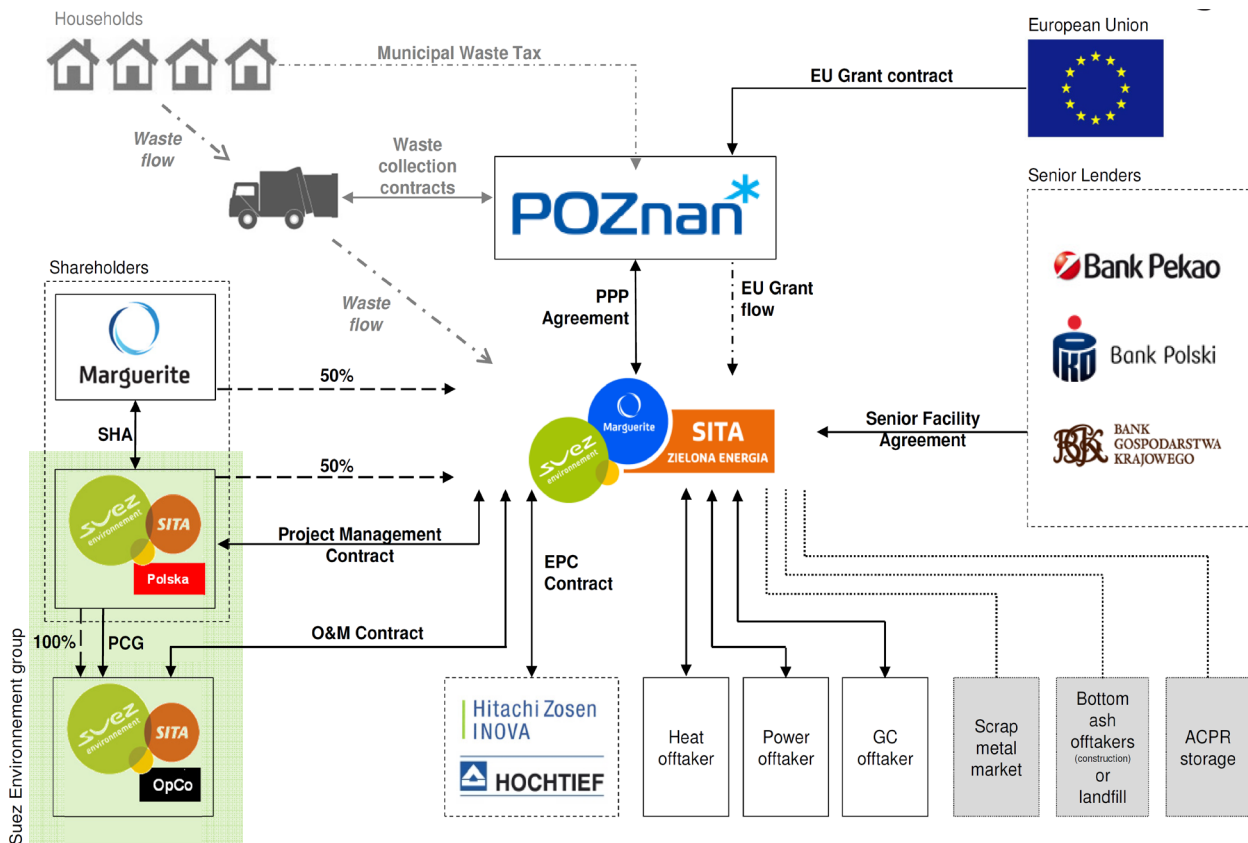 Households
European Union
Municipal Waste Tax
EU Grant contract
Waste
flow
Waste
collection
contracts
POZnan*
Senior Lenders
Bank Pekao
Shareholders
Marguerite
Waste
flow
PPP
Agreement
EU Grant
flow
PKO
Bank Polski
50%
SHA
Marguerite
SITA
ZIELONA ENERGIA
suez
environnement
Senior Facility
Agreement
BGK
BANK
GOSPODARSTWA
KRAJOWEGO
50%
suez
environnement
SITA
Polska
Project Management
Contract
EPC
Contract
100%
PCG
O&M Contract
Suez Environnement group
suez
environnement
SITA
OpCo
Hitachi Zosen
INOVA
HOCHTIEF
Heat
offtaker
Power
offtaker
GC
offtaker
Scrap
metal
market
Bottom
ash
offtakers
(construction)
or
landfill
ACPR
storage